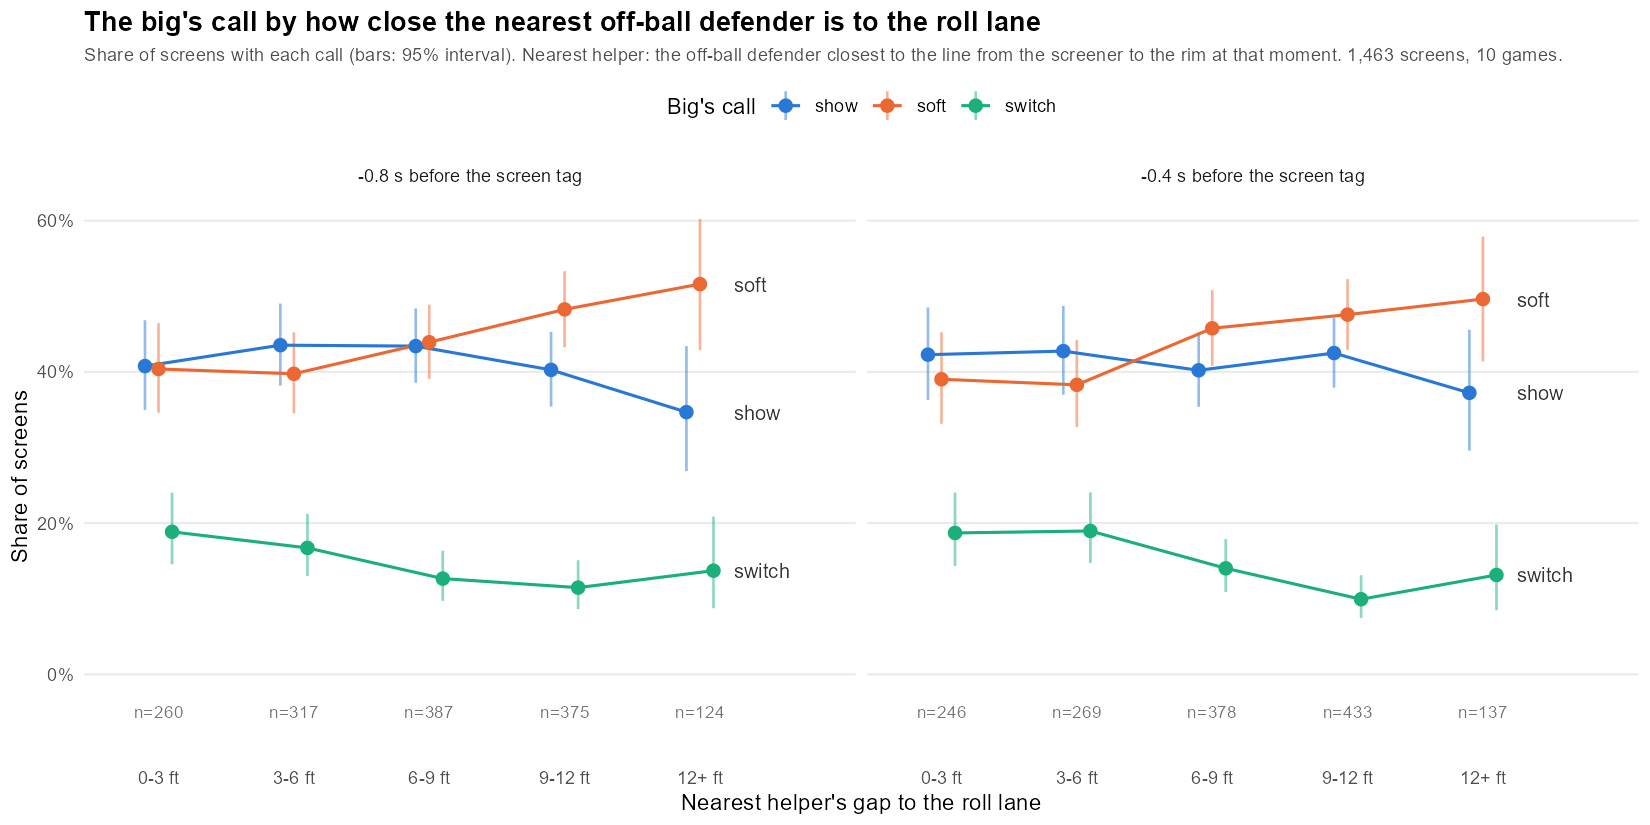 The big's call by how close the nearest off-ball defender is to the roll lane
Share of screens with each call (bars: 95% interval). Nearest helper: the off-ball defender closest to the line from the screener to the rim at that moment. 1,463 screens, 10 games.
Big's call show soft switch
-0.8 s before the screen tag
-0.4 s before the screen tag
60%
40%
20%
0%
Share of screens
soft
show
switch
soft
show
switch
n=260 n=317 n=387 n=375 n=124
n=246 n=269 n=378 n=433 n=137
0-3 ft 3-6 ft 6-9 ft 9-12 ft 12+ ft
0-3 ft 3-6 ft 6-9 ft 9-12 ft 12+ ft
Nearest helper's gap to the roll lane